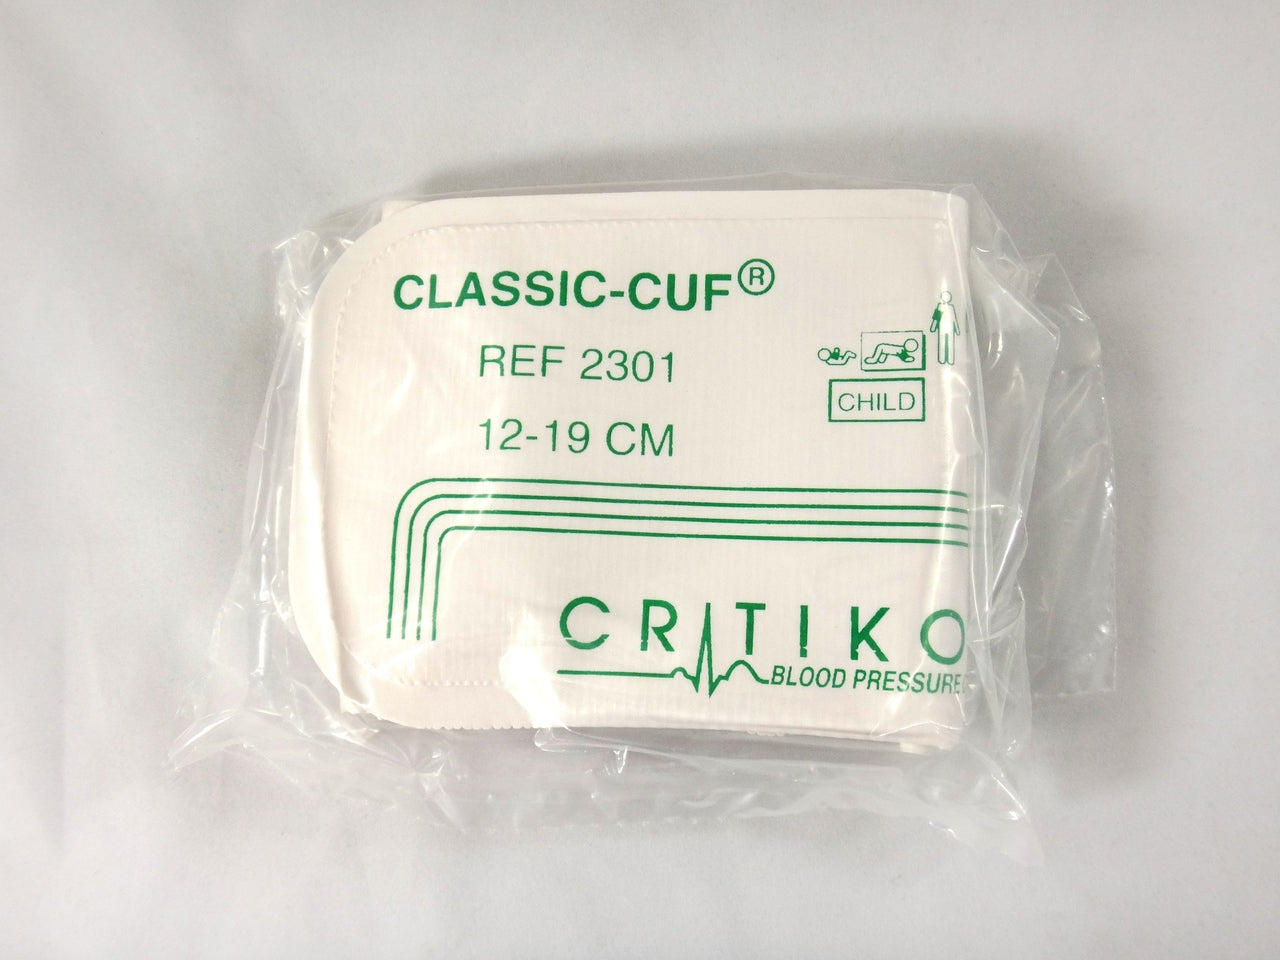 CLASSIC-CUF®
REF 2301
12-19 CM
CHILD
CRITIKO
BLOOD PRESSURE